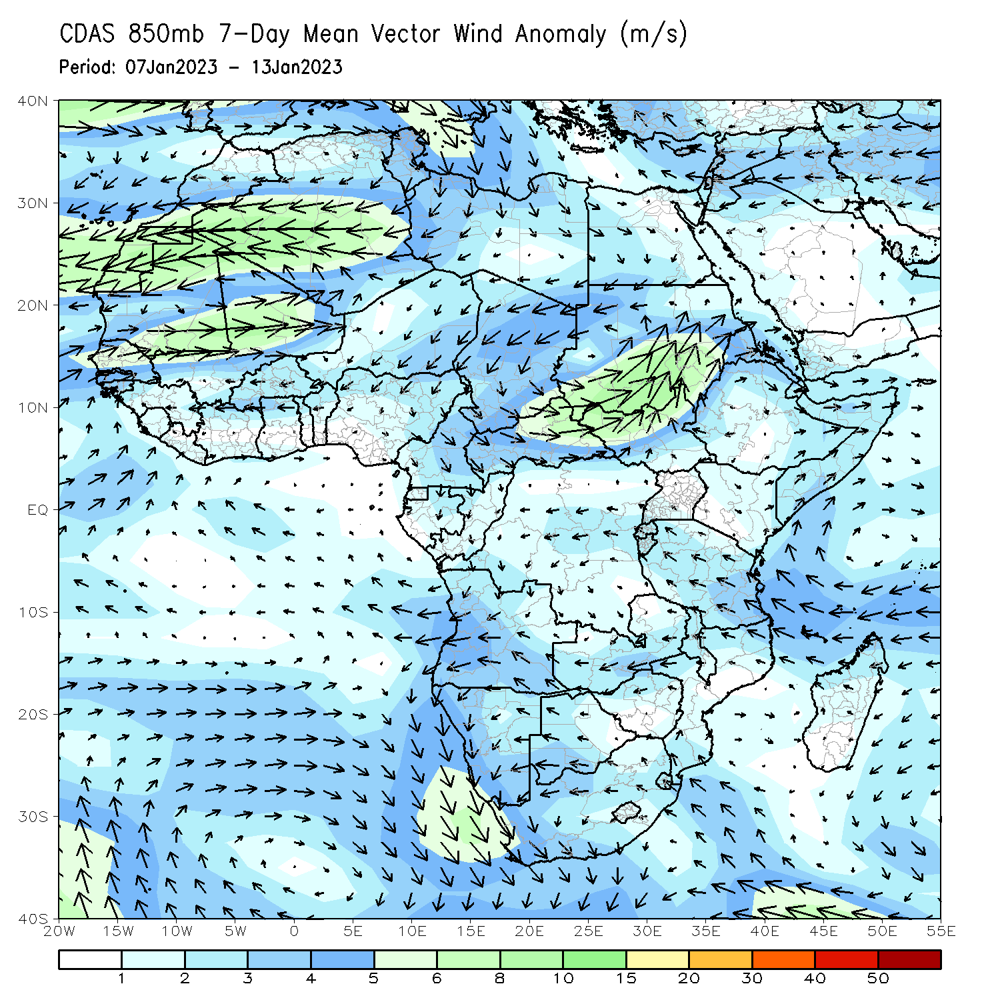 CDAS 850mb 7-Day Mean Vector Wind Anomaly (m/s)
Period: 07Jan2023 - 13Jan2023
40N
30N
20N
10N
EQ
10S
20S
30S
40S
20W 15W 10W 5W 0 5E 10E 15E 20E 25E 30E 35E 40E 45E 50E 55E
1 2 3 4 5 6 8 10 15 20 30 40 50